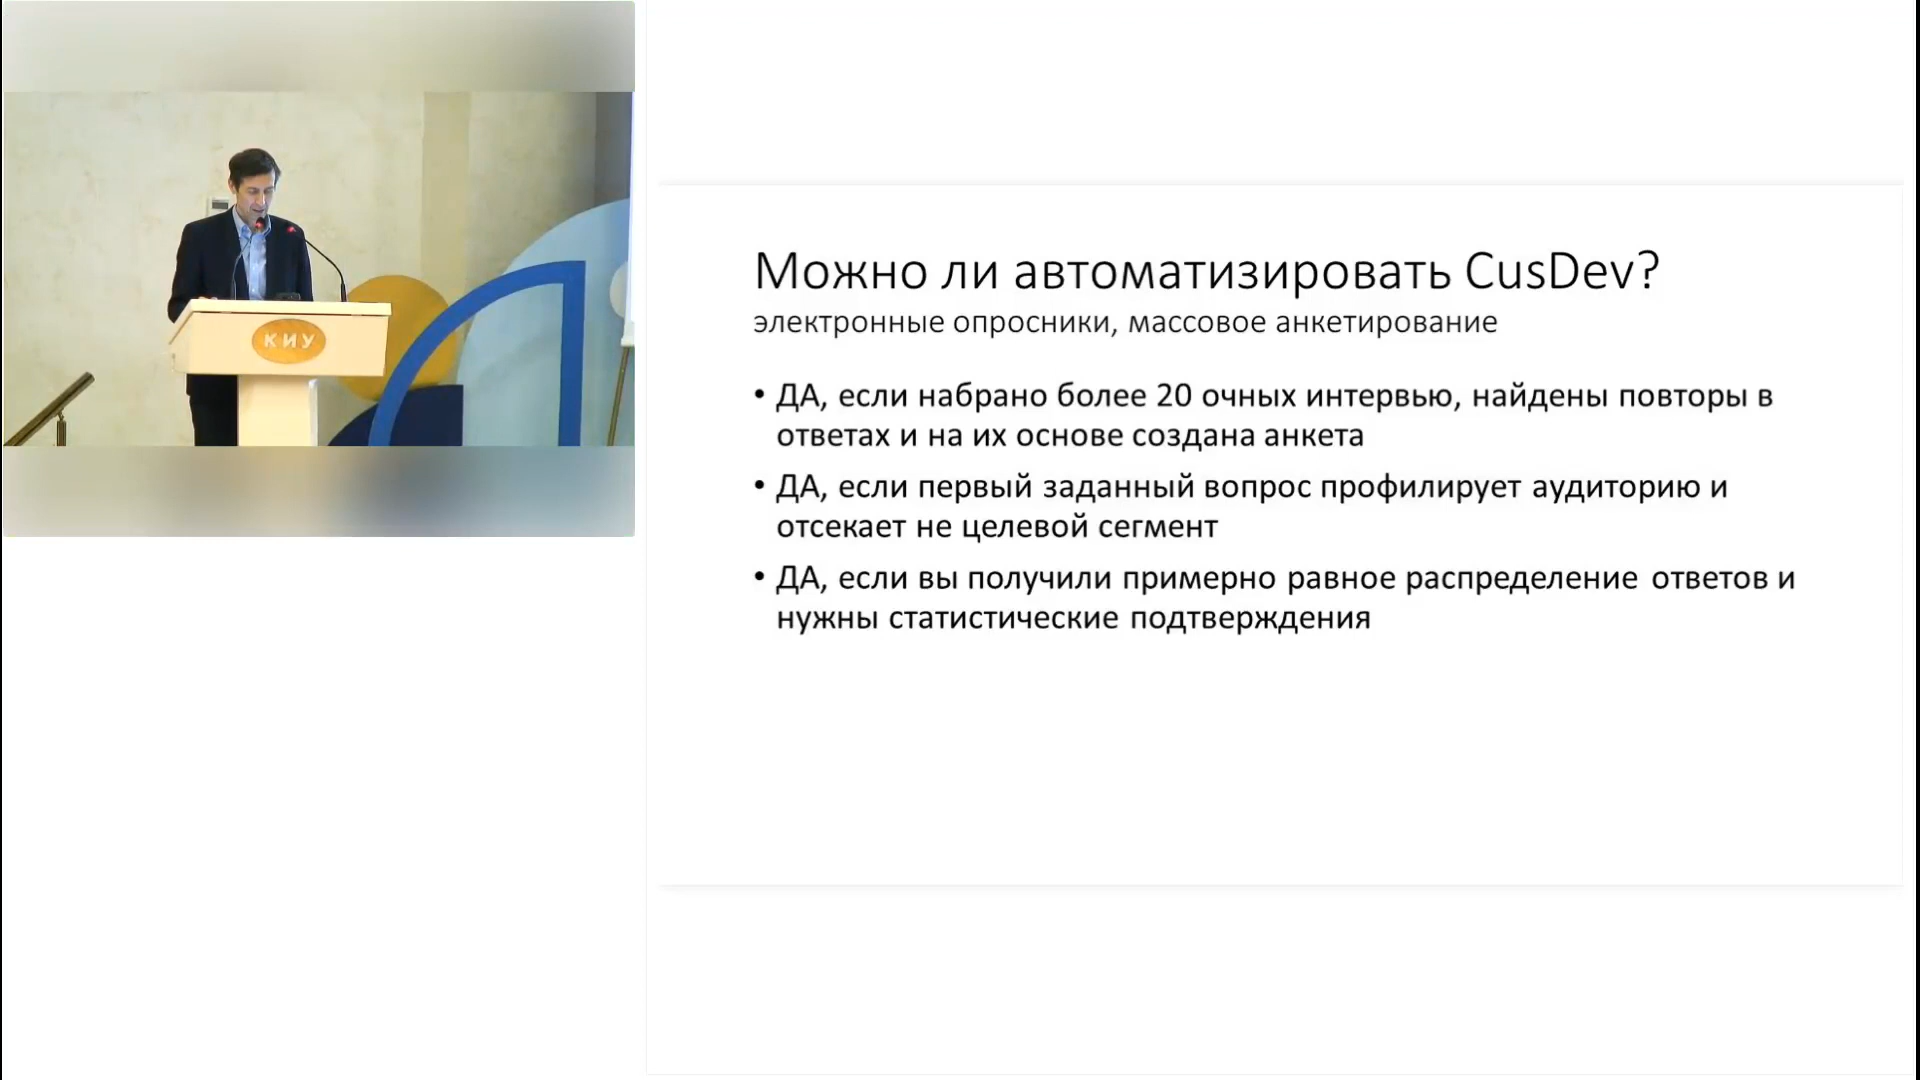 КИУ
Можно ли автоматизировать CusDev?
электронные опросники, массовое анкетирование
• ДА, если набрано более 20 очных интервью, найдены повторы в
ответах и на их основе создана анкета
• ДА, если первый заданный вопрос профилирует аудиторию и
отсекает не целевой сегмент
• ДА, если вы получили примерно равное распределение ответов и
нужны статистические подтверждения